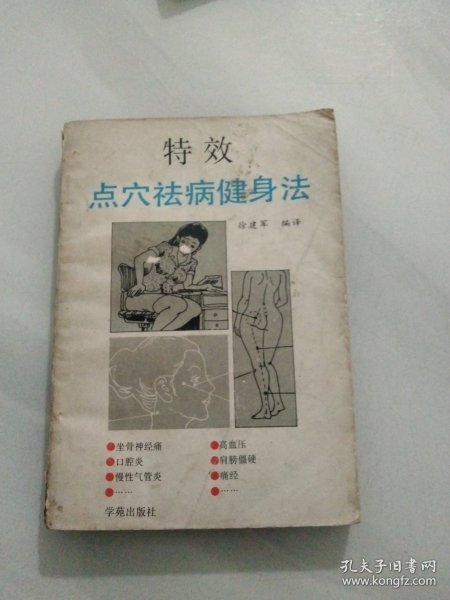 特效
点穴祛病健身法
徐建军 编译
●坐骨神经痛
●口腔炎
●慢性气管炎
●……
●高血压
●肩膀僵硬
●痛经
●……
学苑出版社
孔夫子旧书网
www.kongfz.com